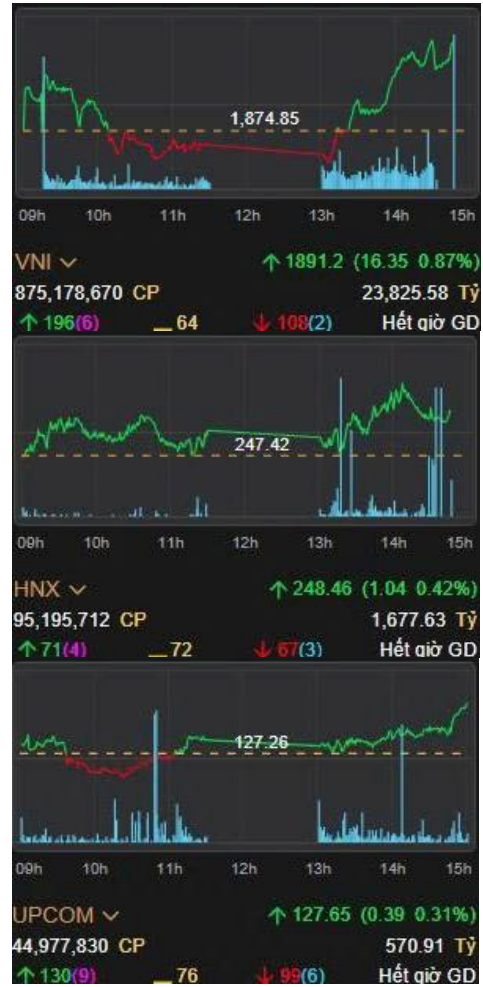 1,874.85
09h 10h 11h 12h 13h 14h 15h
VNI ↑ 1891.2 (16.35 0.87%)
875,178,670 CP 23,825.58 Tỷ
↑ 196(6) 64 ↓ 108(2) Hết giờ GD
247.42
09h 10h 11h 12h 13h 14h 15h
HNX ↑ 248.46 (1.04 0.42%)
95,195,712 CP 1,677.63 Tỷ
↑ 71(4) 72 ↓ 67(3) Hết giờ GD
127.26
09h 10h 11h 12h 13h 14h 15h
UPCOM ↑ 127.65 (0.39 0.31%)
44,977,830 CP 570.91 Tỷ
↑ 130(9) 76 ↓ 99(6) Hết giờ GD